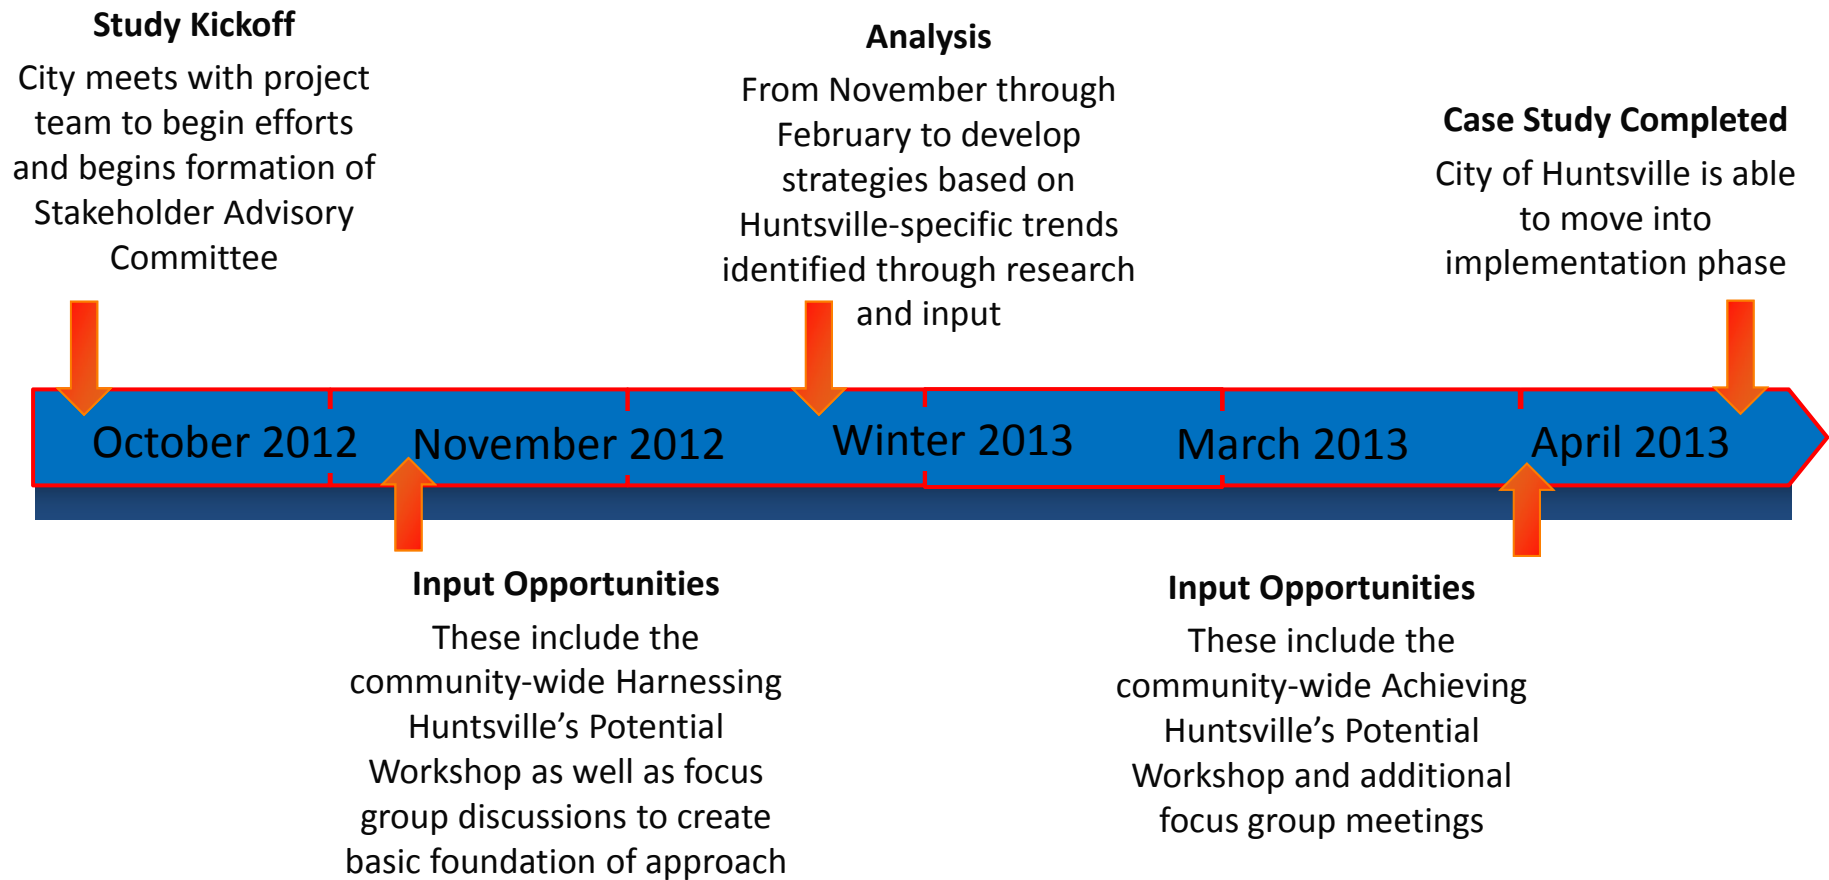 Study Kickoff
City meets with project
team to begin efforts
and begins formation of
Stakeholder Advisory
Committee
Analysis
From November through
February to develop
strategies based on
Huntsville-specific trends
identified through research
and input
Case Study Completed
City of Huntsville is able
to move into
implementation phase
October 2012
November 2012
Winter 2013
March 2013
April 2013
Input Opportunities
These include the
community-wide Harnessing
Huntsville’s Potential
Workshop as well as focus
group discussions to create
basic foundation of approach
Input Opportunities
These include the
community-wide Achieving
Huntsville’s Potential
Workshop and additional
focus group meetings